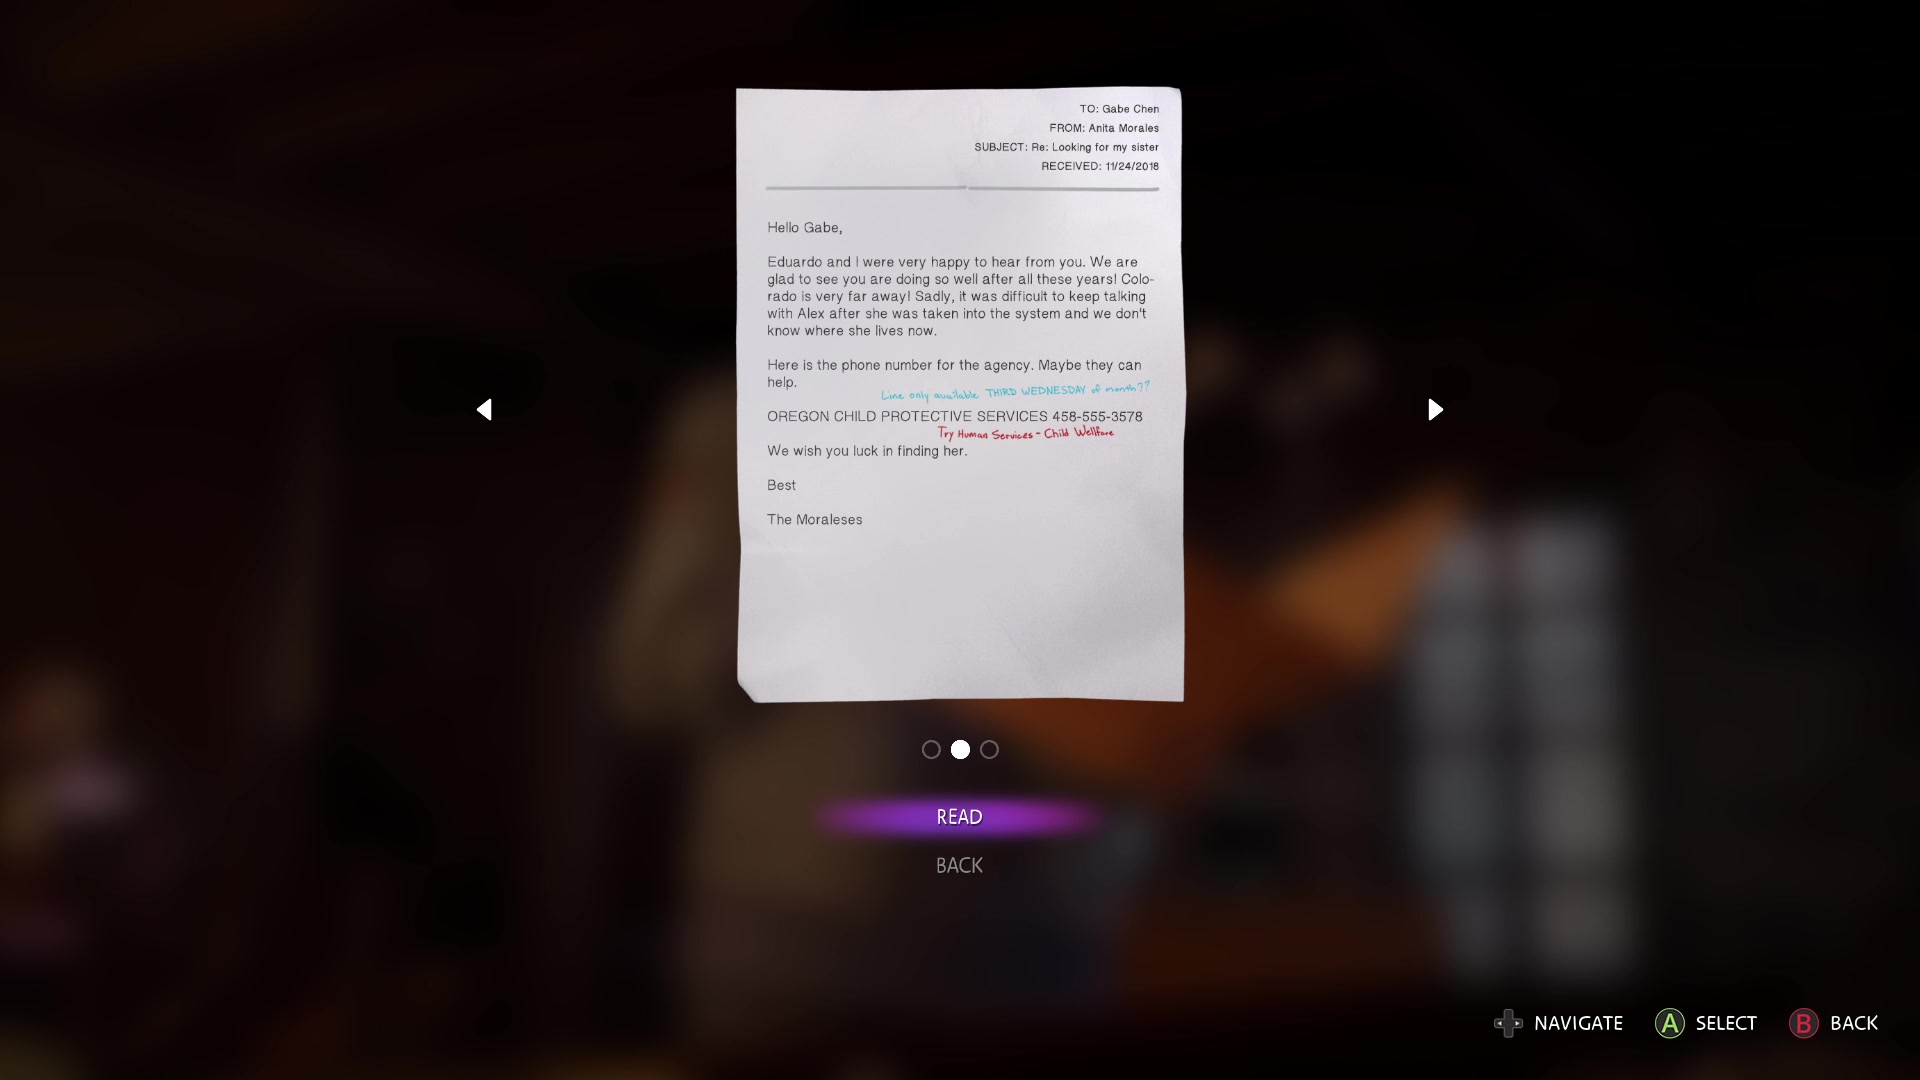 TO: Gabe Chen
FROM: Anita Morales
SUBJECT: Re: Looking for my sister
RECEIVED: 11/24/2018
Hello Gabe,
Eduardo and I were very happy to hear from you. We are
glad to see you are doing so well after all these years! Colo-
rado is very far away! Sadly, it was difficult to keep talking
with Alex after she was taken into the system and we don't
know where she lives now.
Here is the phone number for the agency. Maybe they can
help.
Line only available THIRD WEDNESDAY of month??
OREGON CHILD PROTECTIVE SERVICES 458-555-3578
Try Human Services - Child Wellfare
We wish you luck in finding her.
Best
The Moraleses
READ
BACK
NAVIGATE A SELECT B BACK